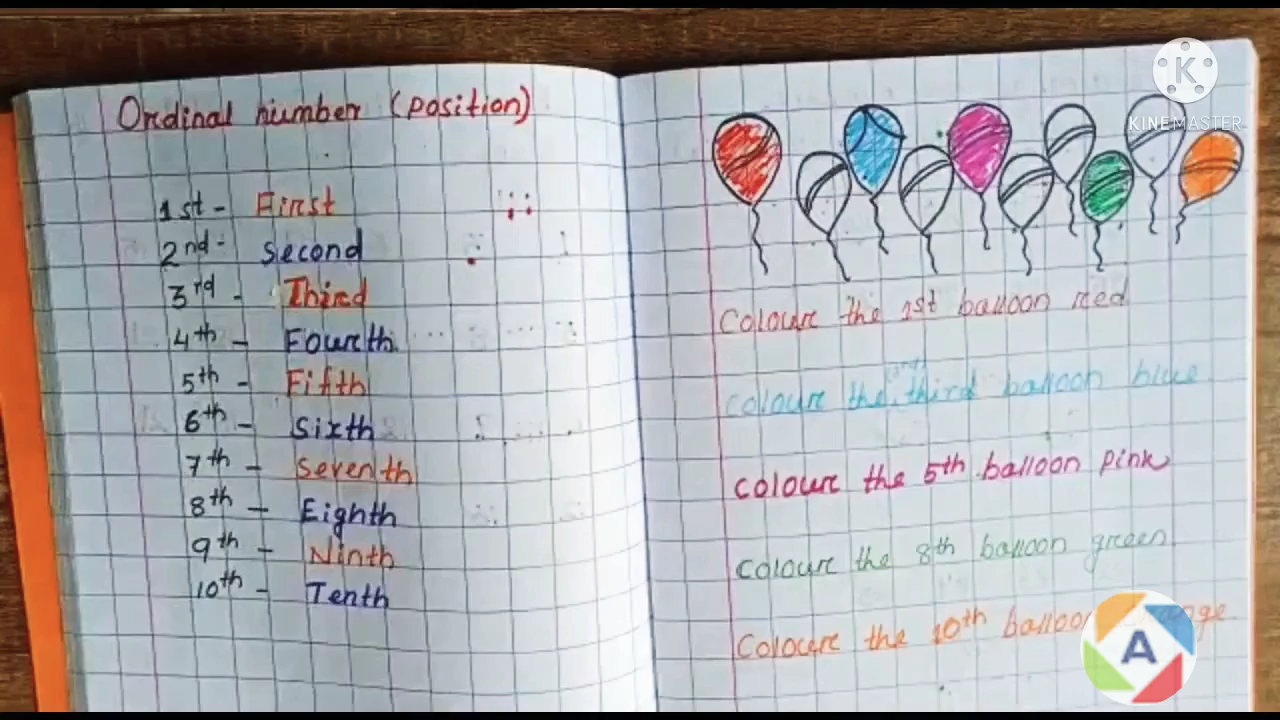 Ordinal number (position)
1st - First
2nd - Second
3rd - Third
4th - Fourth
5th - Fifth
6th - Sixth
7th - Seventh
8th - Eighth
9th - Ninth
10th - Tenth
Colour the 1st balloon red
Colour the third balloon blue
Colour the 5th balloon pink
Colour the 8th balloon green
Colour the 10th balloon
K
KINEMASTER
A